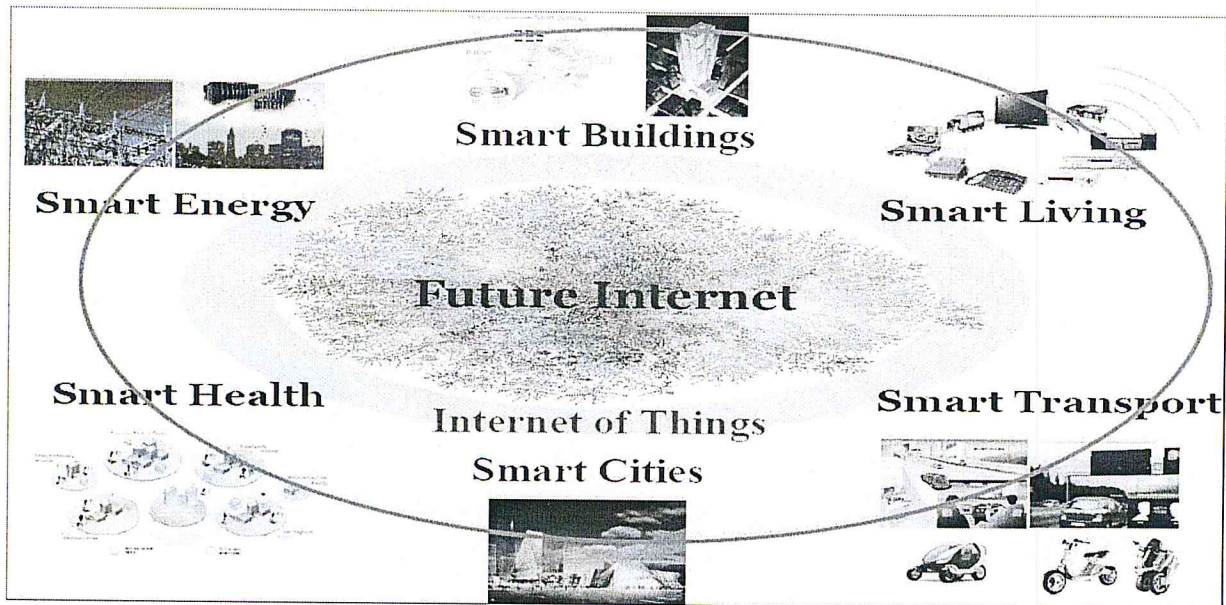 Smart Buildings
Smart Energy
Smart Living
Future Internet
Smart Health
Smart Transport
Internet of Things
Smart Cities